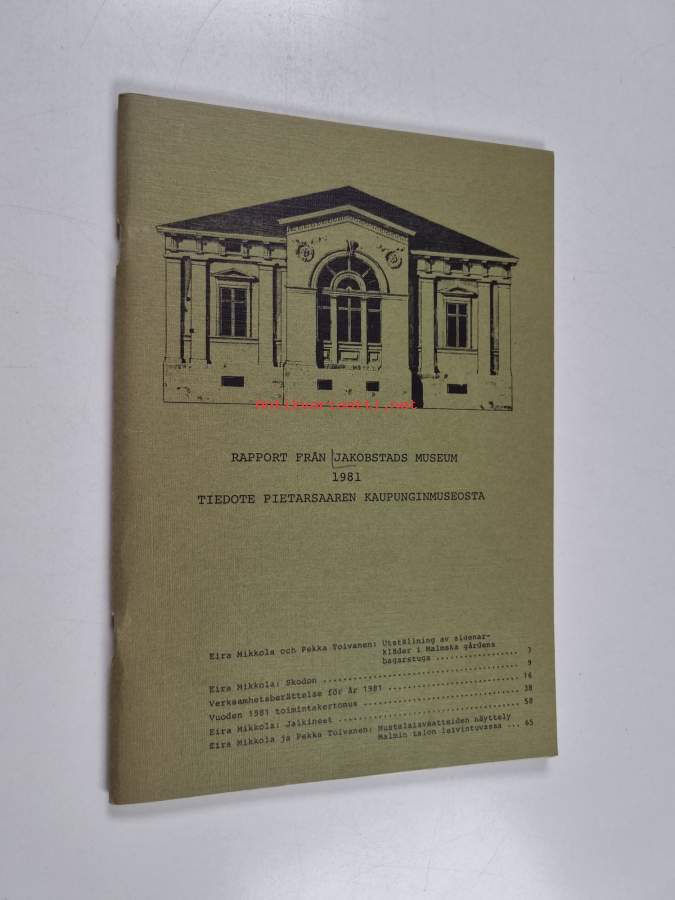 antikvariaatti.net
RAPPORT FRÅN JAKOBSTADS MUSEUM
1981
TIEDOTE PIETARSAAREN KAUPUNGINMUSEOSTA
Eira Mikkola och Pekka Toivanen: Utställning av zigenar-
kläder i Malmska gårdens
bagarstuga .................. 3
Eira Mikkola: Skodon .................. 9
Verksamhetsberättelse för år 1981 .................. 16
Vuoden 1981 toimintakertomus .................. 38
Eira Mikkola: Jalkineet .................. 58
Eira Mikkola ja Pekka Toivanen: Mustalaisvaatteiden näyttely
Malmin talon leivintuvassa ... 65